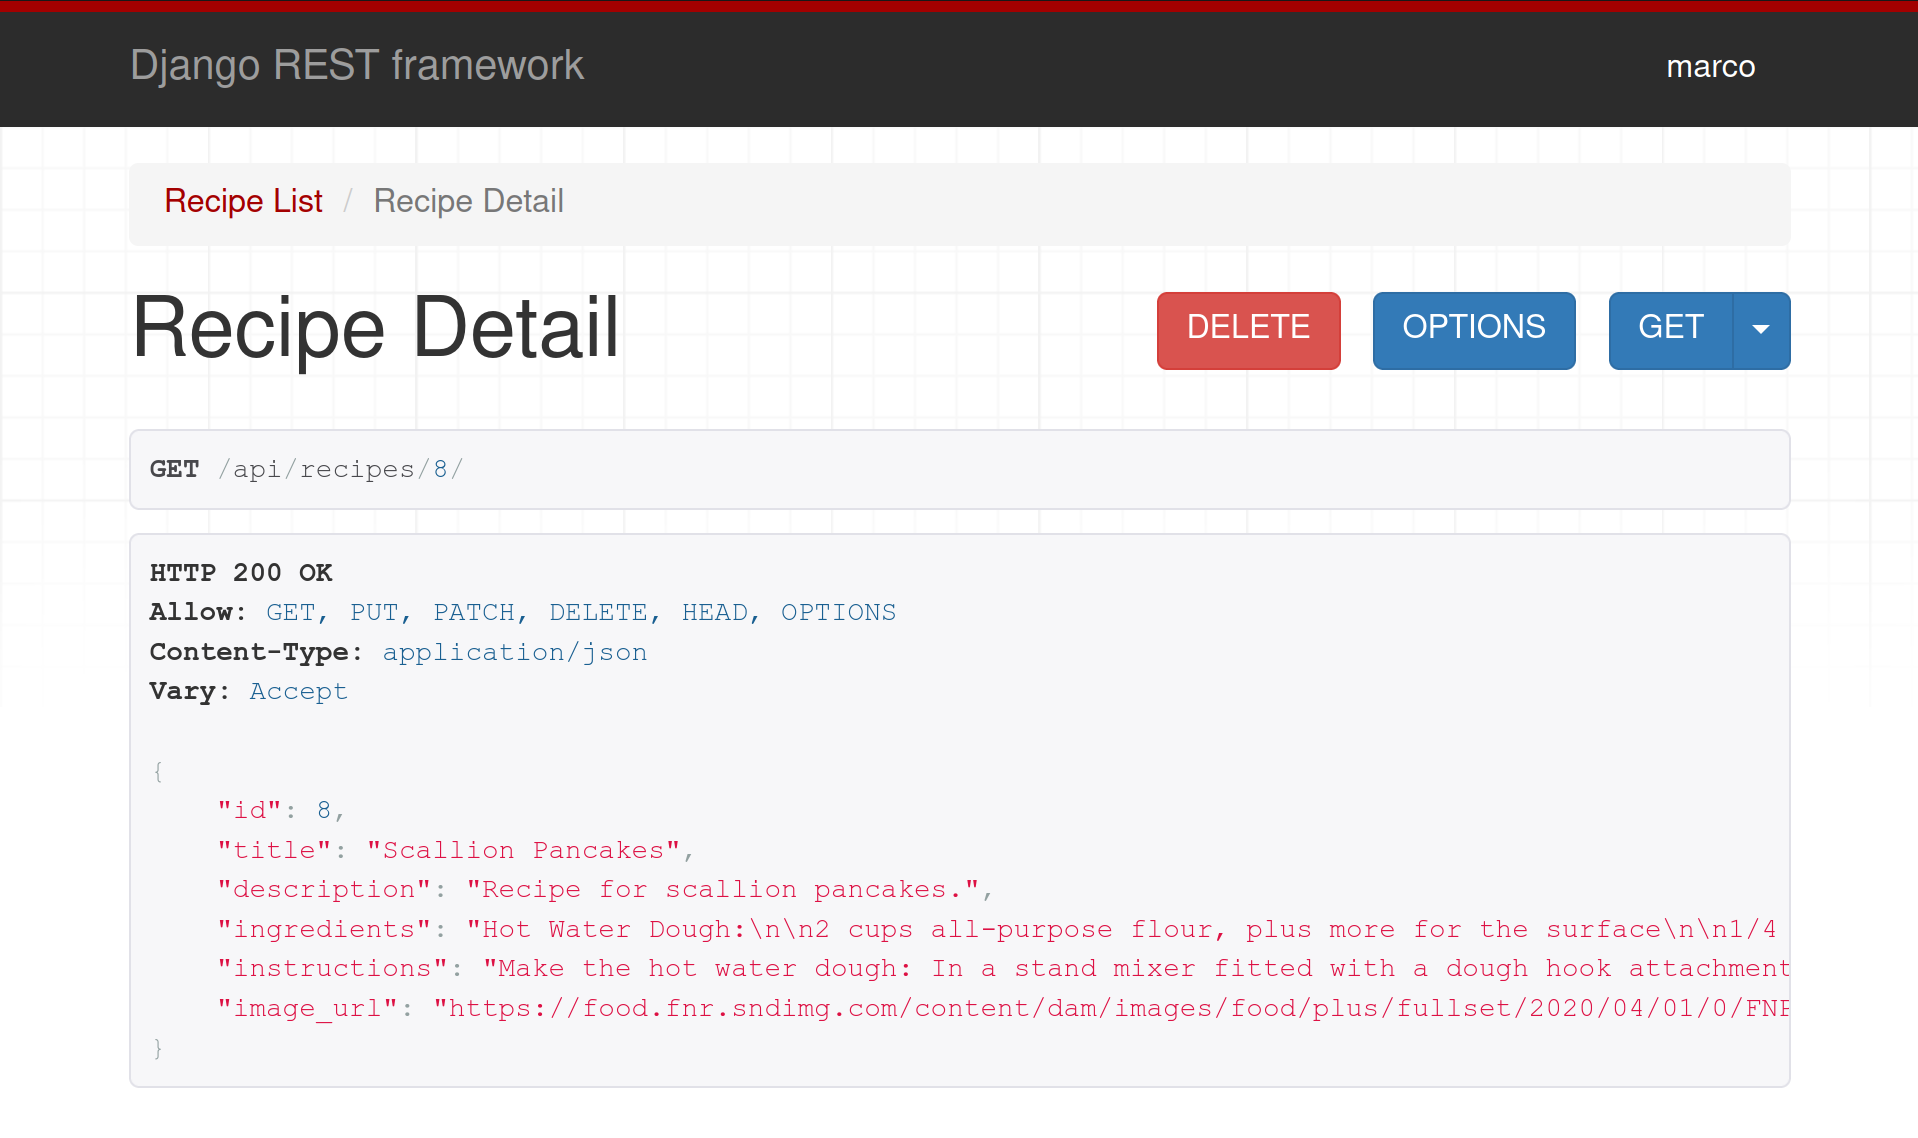 Django REST framework
marco
Recipe List / Recipe Detail
Recipe Detail
DELETE
OPTIONS
GET
GET /api/recipes/8/
HTTP 200 OK
Allow: GET, PUT, PATCH, DELETE, HEAD, OPTIONS
Content-Type: application/json
Vary: Accept
{
    "id": 8,
    "title": "Scallion Pancakes",
    "description": "Recipe for scallion pancakes.",
    "ingredients": "Hot Water Dough:\n\n2 cups all-purpose flour, plus more for the surface\n\n1/4
    "instructions": "Make the hot water dough: In a stand mixer fitted with a dough hook attachment
    "image_url": "https://food.fnr.sndimg.com/content/dam/images/food/plus/fullset/2020/04/01/0/FN
}